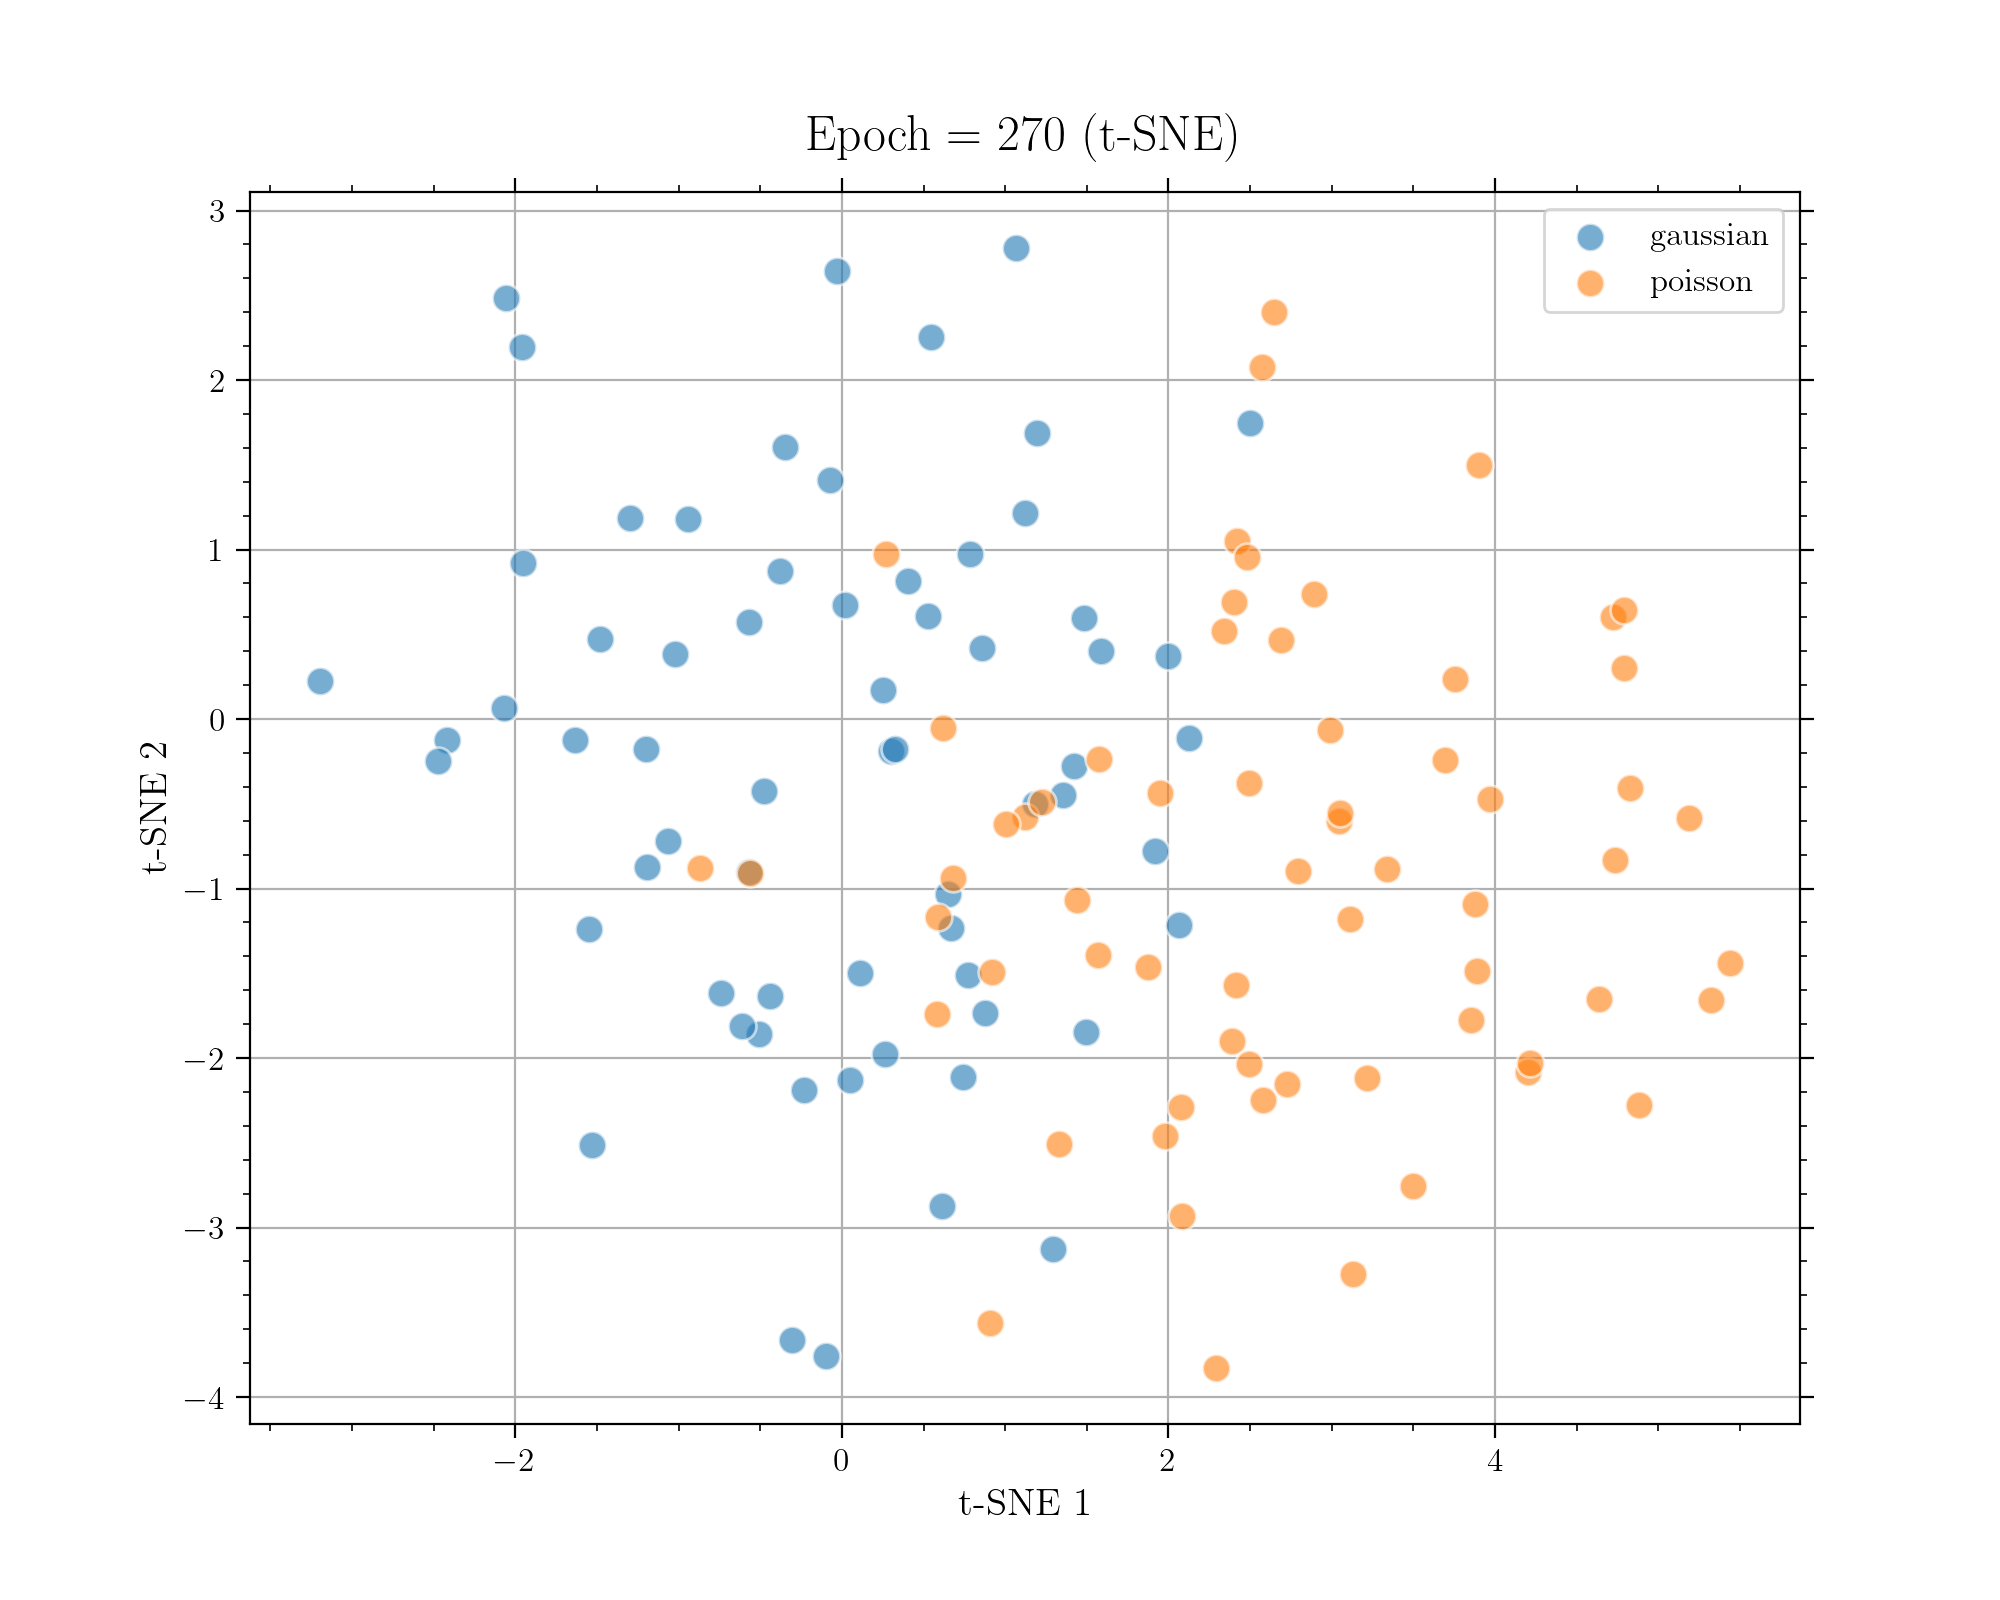 Epoch = 270 (t-SNE)
gaussian
poisson
3
2
1
0
−1
−2
−3
−4
t-SNE 2
−2
0
2
4
t-SNE 1